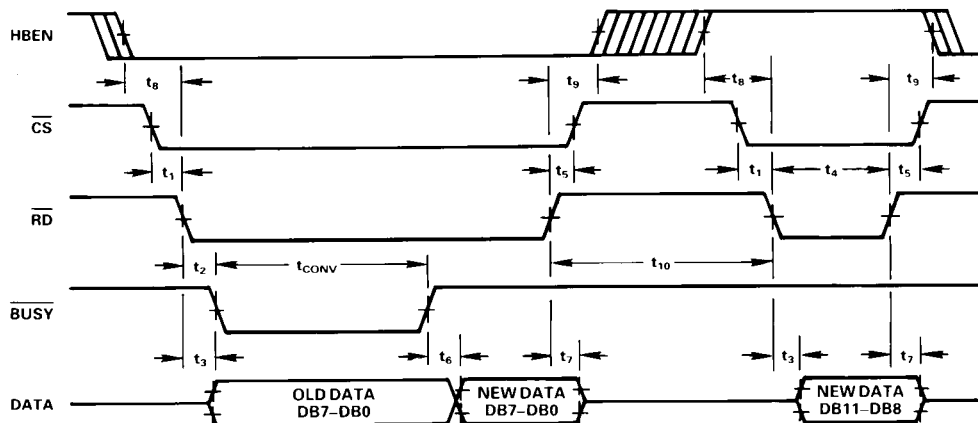 HBEN
t8 t9 t8 t9
CS
t1 t5 t1 t4 t5
RD
t2 tCONV t10
BUSY
t3 t6 t7 t3 t7
DATA
OLD DATA
DB7–DB0
NEW DATA
DB7–DB0
NEW DATA
DB11–DB8